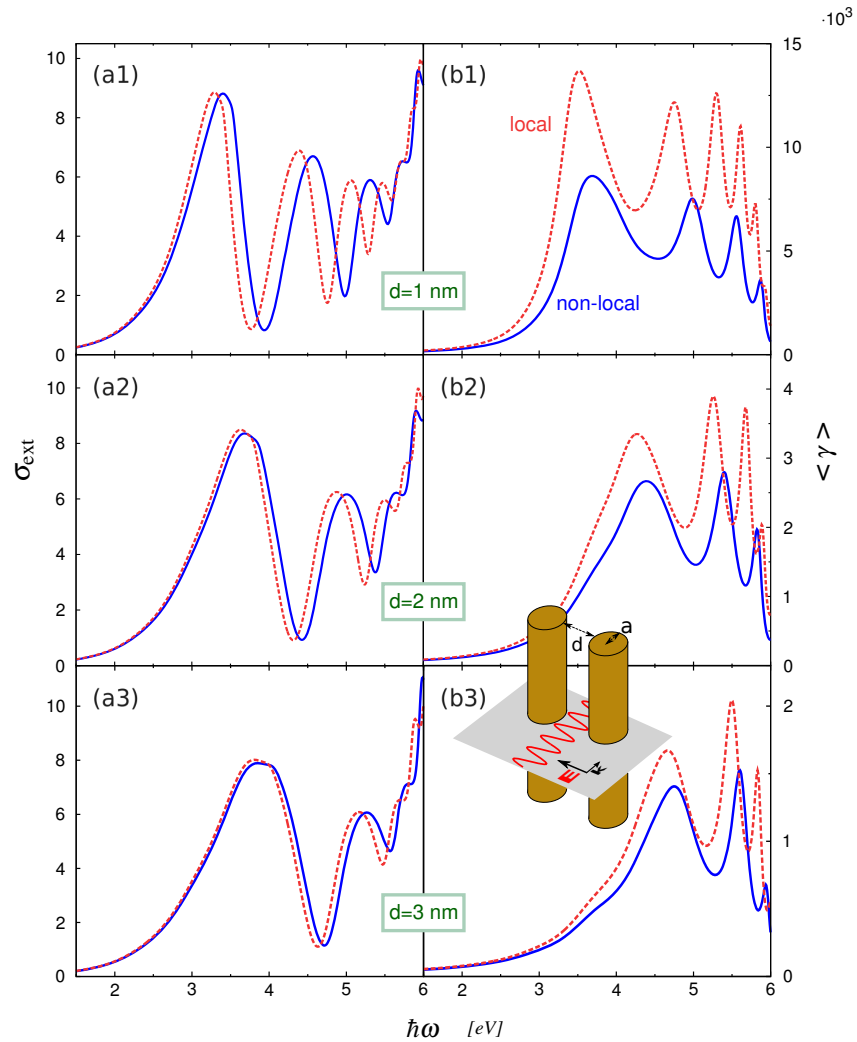 ·10³
(a1)
(b1)
10
8
6
4
2
0
15
10
5
0
local
non-local
d=1 nm
(a2)
(b2)
10
8
6
4
2
0
4
3
2
1
0
σext
< γ >
d=2 nm
a
d
(a3)
(b3)
10
8
6
4
2
0
2
1
0
E
k
d=3 nm
2 3 4 5 6
2 3 4 5 6
ħω [eV]